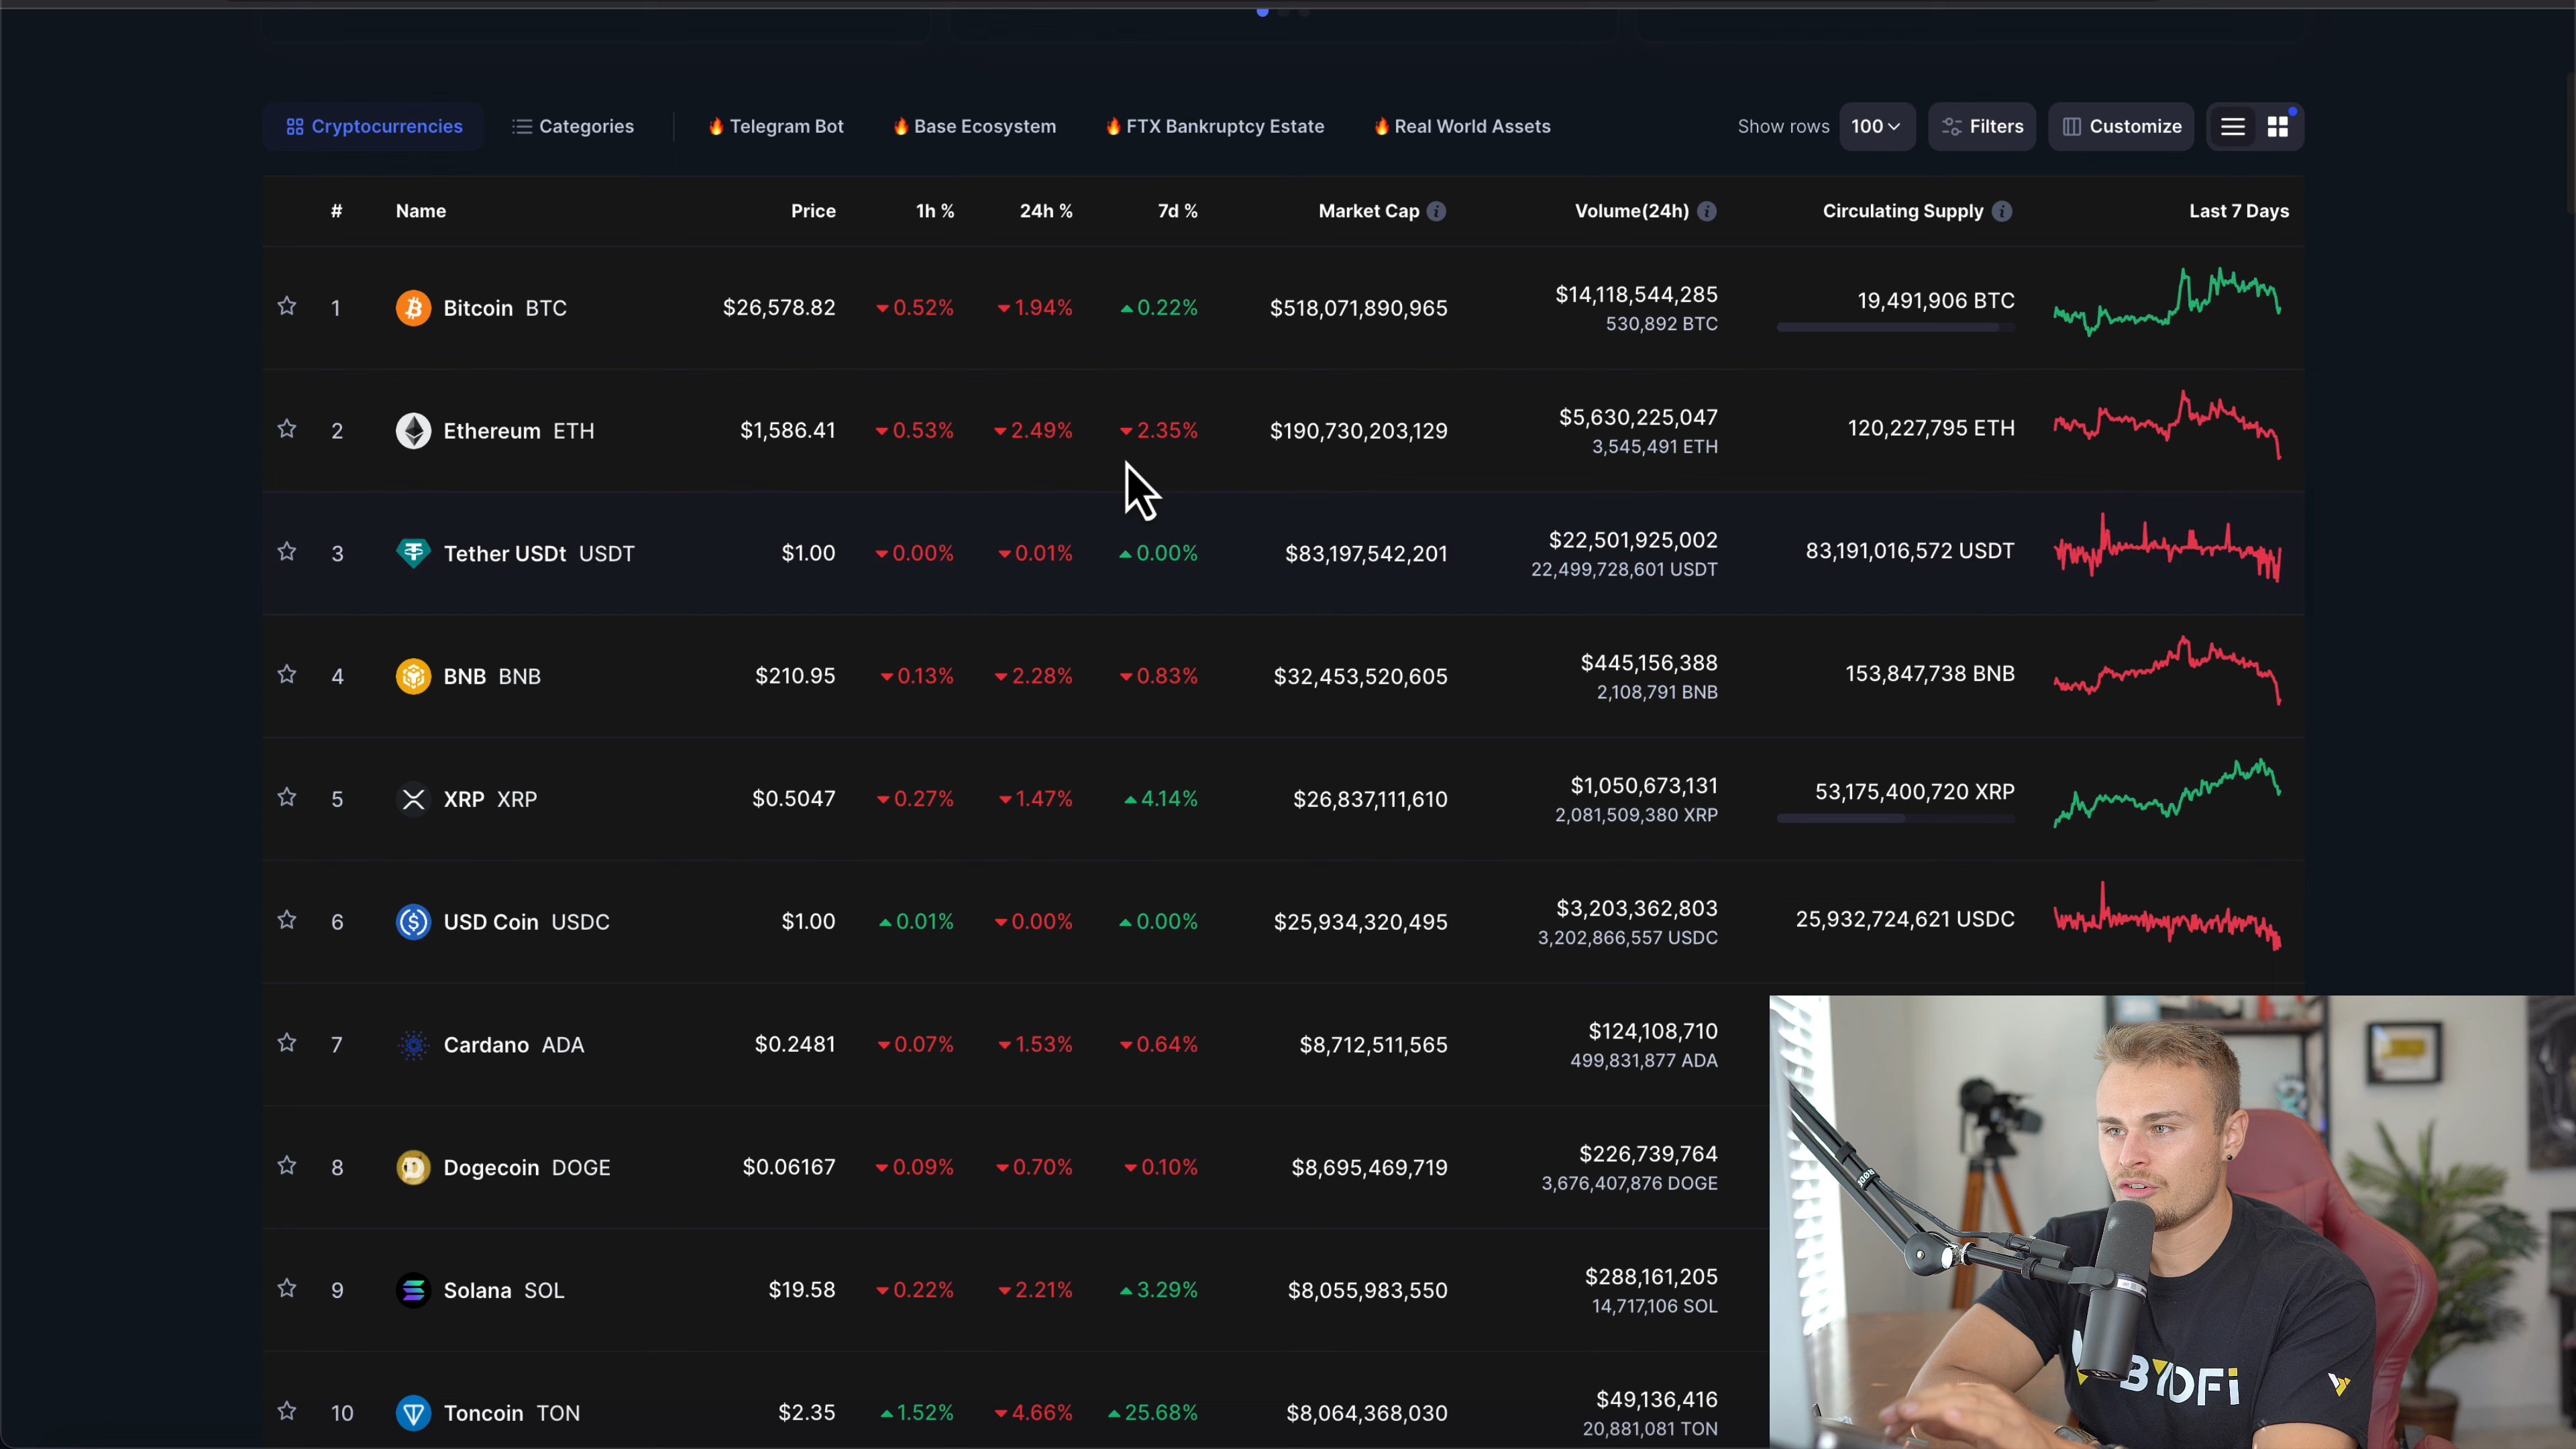 Cryptocurrencies Categories Telegram Bot Base Ecosystem FTX Bankruptcy Estate Real World Assets Show rows 100 Filters Customize
# Name Price 1h % 24h % 7d % Market Cap Volume(24h) Circulating Supply Last 7 Days
1 Bitcoin BTC $26,578.82 0.52% 1.94% 0.22% $518,071,890,965 $14,118,544,285 19,491,906 BTC
530,892 BTC
2 Ethereum ETH $1,586.41 0.53% 2.49% 2.35% $190,730,203,129 $5,630,225,047 120,227,795 ETH
3,545,491 ETH
3 Tether USDt USDT $1.00 0.00% 0.01% 0.00% $83,197,542,201 $22,501,925,002 83,191,016,572 USDT
22,499,728,601 USDT
4 BNB BNB $210.95 0.13% 2.28% 0.83% $32,453,520,605 $445,156,388 153,847,738 BNB
2,108,791 BNB
5 XRP XRP $0.5047 0.27% 1.47% 4.14% $26,837,111,610 $1,050,673,131 53,175,400,720 XRP
2,081,509,380 XRP
6 USD Coin USDC $1.00 0.01% 0.00% 0.00% $25,934,320,495 $3,203,362,803 25,932,724,621 USDC
3,202,866,557 USDC
7 Cardano ADA $0.2481 0.07% 1.53% 0.64% $8,712,511,565 $124,108,710
499,831,877 ADA
8 Dogecoin DOGE $0.06167 0.09% 0.70% 0.10% $8,695,469,719 $226,739,764
3,676,407,876 DOGE
9 Solana SOL $19.58 0.22% 2.21% 3.29% $8,055,983,550 $288,161,205
14,717,106 SOL
10 Toncoin TON $2.35 1.52% 4.66% 25.68% $8,064,368,030 $49,136,416
20,881,081 TON
RØDE
BYDFi